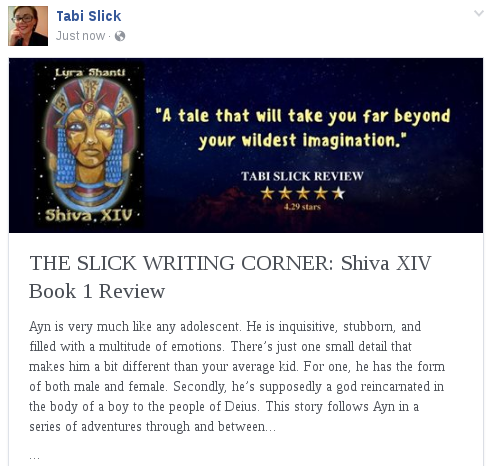 Tabi Slick
Just now ·
Lyra Shanti
Shiva XIV
"A tale that will take you far beyond
your wildest imagination."
TABI SLICK REVIEW
4.29 stars
THE SLICK WRITING CORNER: Shiva XIV
Book 1 Review
Ayn is very much like any adolescent. He is inquisitive, stubborn, and
filled with a multitude of emotions. There's just one small detail that
makes him a bit different than your average kid. For one, he has the form
of both male and female. Secondly, he's supposedly a god reincarnated in
the body of a boy to the people of Deius. This story follows Ayn in a
series of adventures through and between...
...